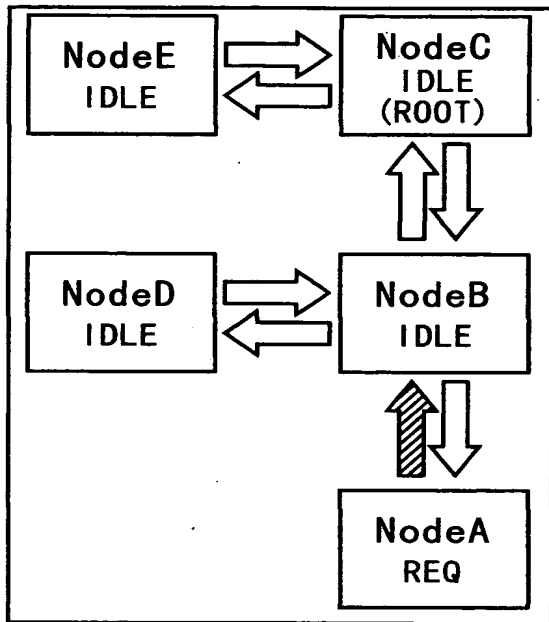 NodeE
IDLE
NodeC
IDLE
(ROOT)
NodeD
IDLE
NodeB
IDLE
NodeA
REQ